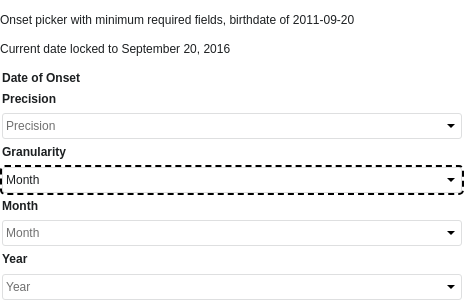 Onset picker with minimum required fields, birthdate of 2011-09-20
Current date locked to September 20, 2016
Date of Onset
Precision
Precision
Granularity
Month
Month
Month
Year
Year